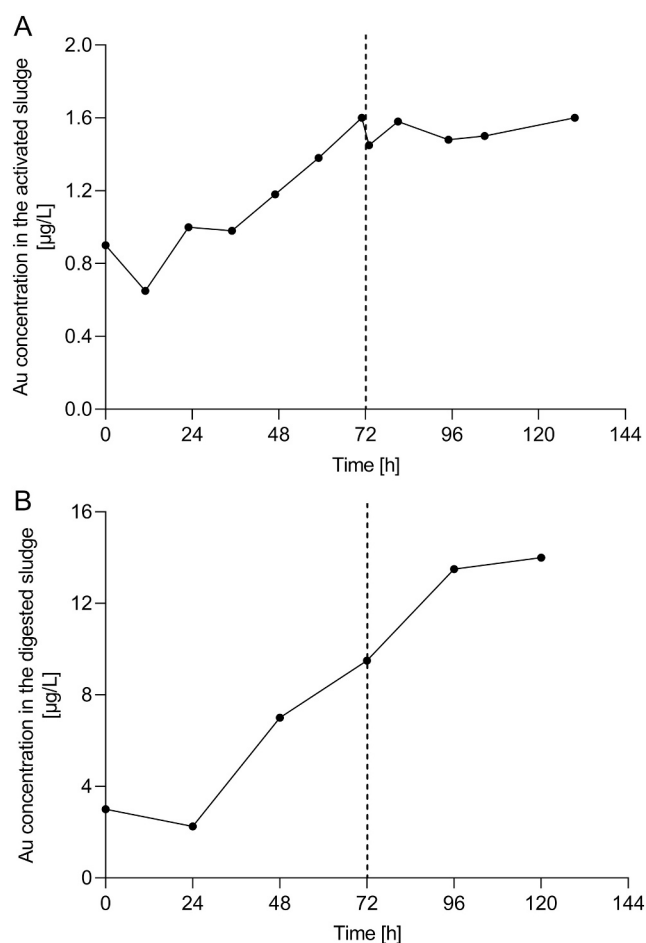 A
Au concentration in the activated sludge
[µg/L]
2.0
1.6
1.2
0.8
0.4
0.0
0 24 48 72 96 120 144
Time [h]
B
Au concentration in the digested sludge
[µg/L]
16
12
8
4
0
0 24 48 72 96 120 144
Time [h]